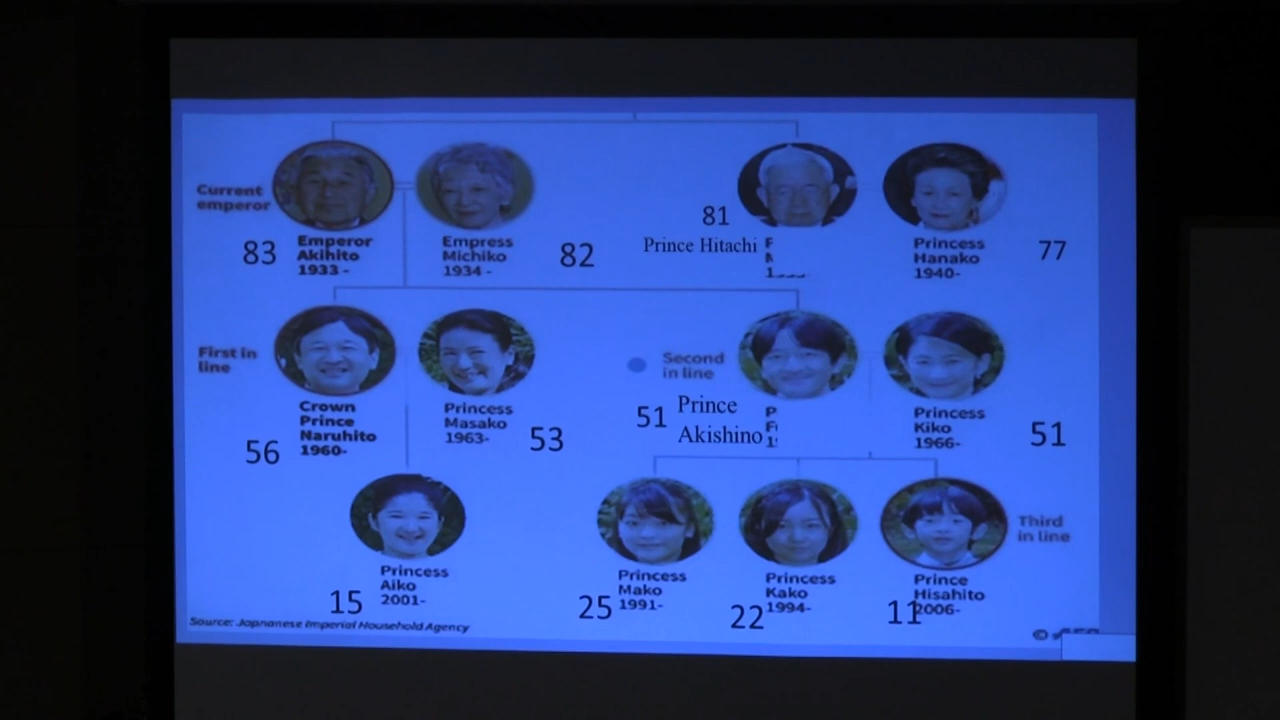 Current
emperor
83
Emperor
Akihito
1933 -
Empress
Michiko
1934 -
82
81
Prince Hitachi
Princess
Hanako
1940-
77
First in
line
Crown
Prince
Naruhito
1960-
56
Princess
Masako
1963-
53
Second
in line
51
Prince
Akishino
Princess
Kiko
1966-
51
Princess
Aiko
2001-
15
Princess
Mako
1991-
25
Princess
Kako
1994-
22
Prince
Hisahito
2006-
11
Third
in line
Source: Japnanese Imperial Household Agency
©